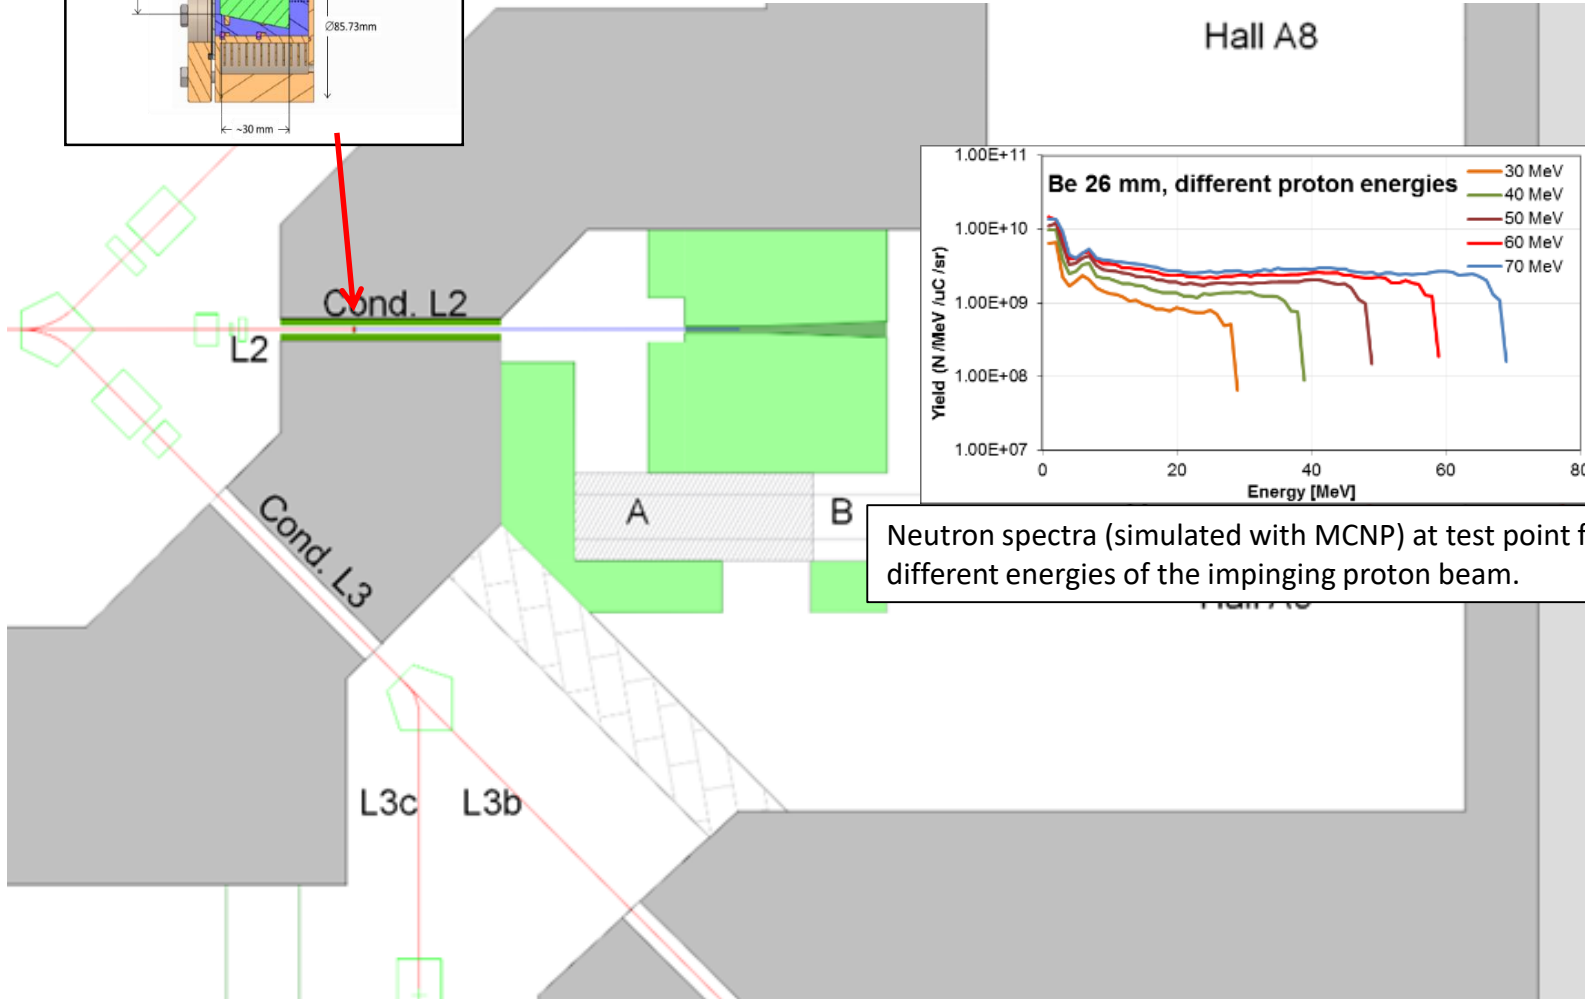 Ø85.73mm
~30 mm
Hall A8
1.00E+11
1.00E+10
1.00E+09
1.00E+08
1.00E+07
Yield (N /MeV /uC /sr)
Be 26 mm, different proton energies
30 MeV
40 MeV
50 MeV
60 MeV
70 MeV
0
20
40
60
80
Energy [MeV]
Cond. L2
L2
A
B
Neutron spectra (simulated with MCNP) at test point
different energies of the impinging proton beam.
Cond. L3
L3c
L3b